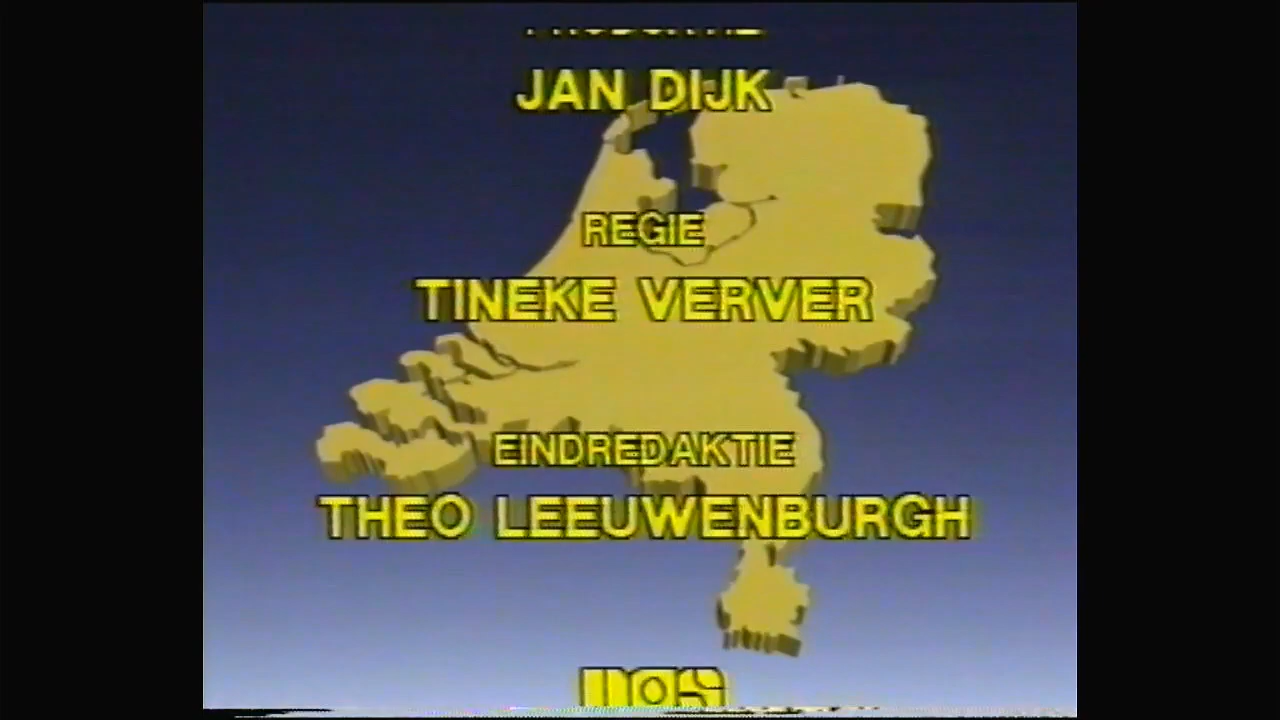 JAN DIJK
REGIE
TINEKE VERVER
EINDREDAKTIE
THEO LEEUWENBURGH